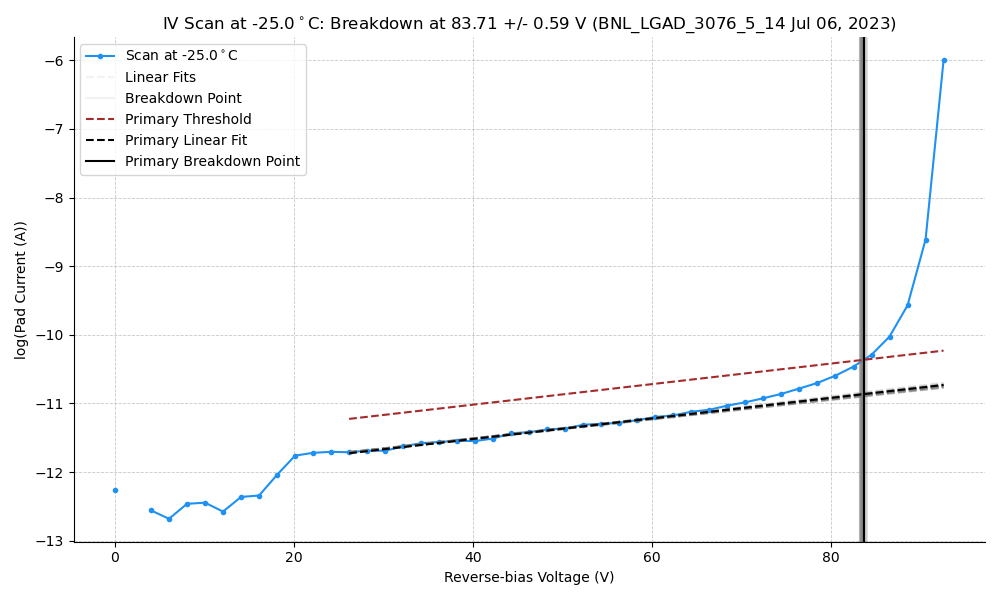 IV Scan at -25.0°C: Breakdown at 83.71 +/- 0.59 V (BNL_LGAD_3076_5_14 Jul 06, 2023)
Scan at -25.0°C
Linear Fits
Breakdown Point
Primary Threshold
Primary Linear Fit
Primary Breakdown Point
log(Pad Current (A))
−6
−7
−8
−9
−10
−11
−12
−13
0 20 40 60 80
Reverse-bias Voltage (V)